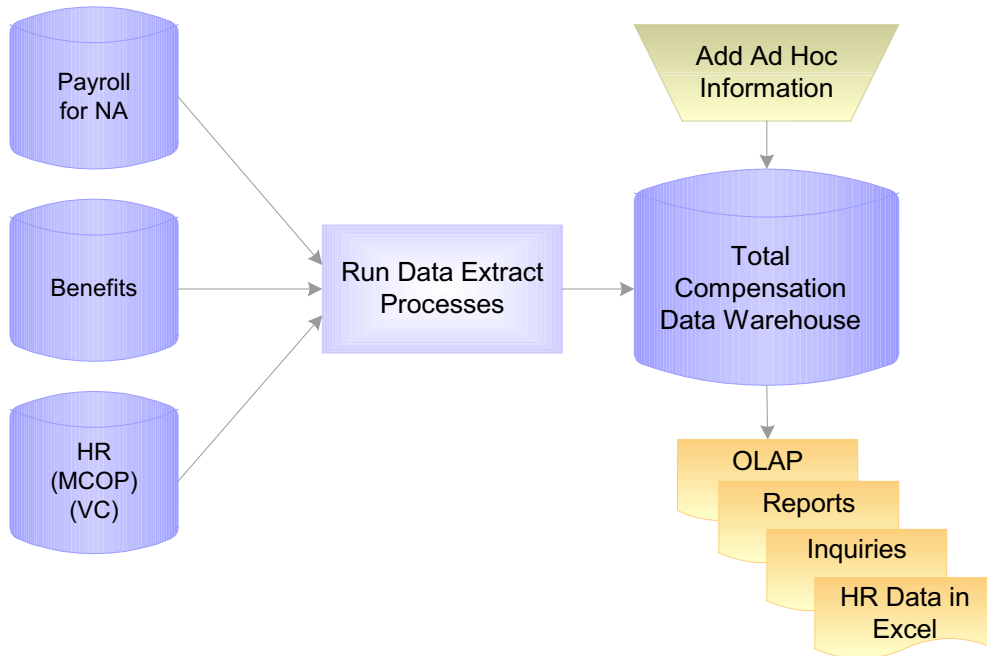 Payroll
for NA
Benefits
HR
(MCOP)
(VC)
Run Data Extract
Processes
Add Ad Hoc
Information
Total
Compensation
Data Warehouse
OLAP
Reports
Inquiries
HR Data in
Excel